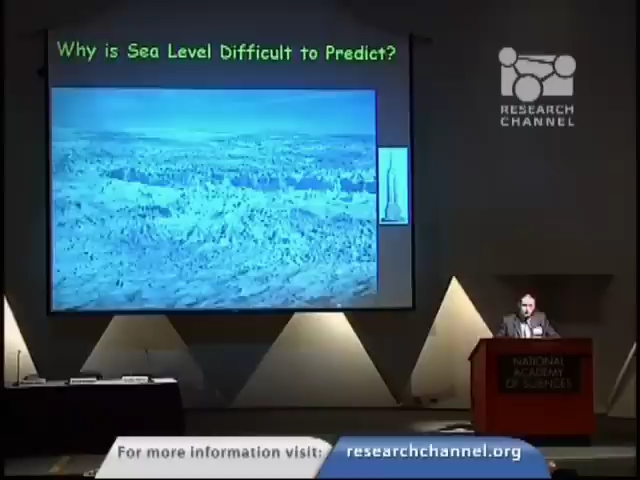 Why is Sea Level Difficult to Predict?
RESEARCH
CHANNEL
NATIONAL
ACADEMY
OF SCIENCES
For more information visit:
researchchannel.org